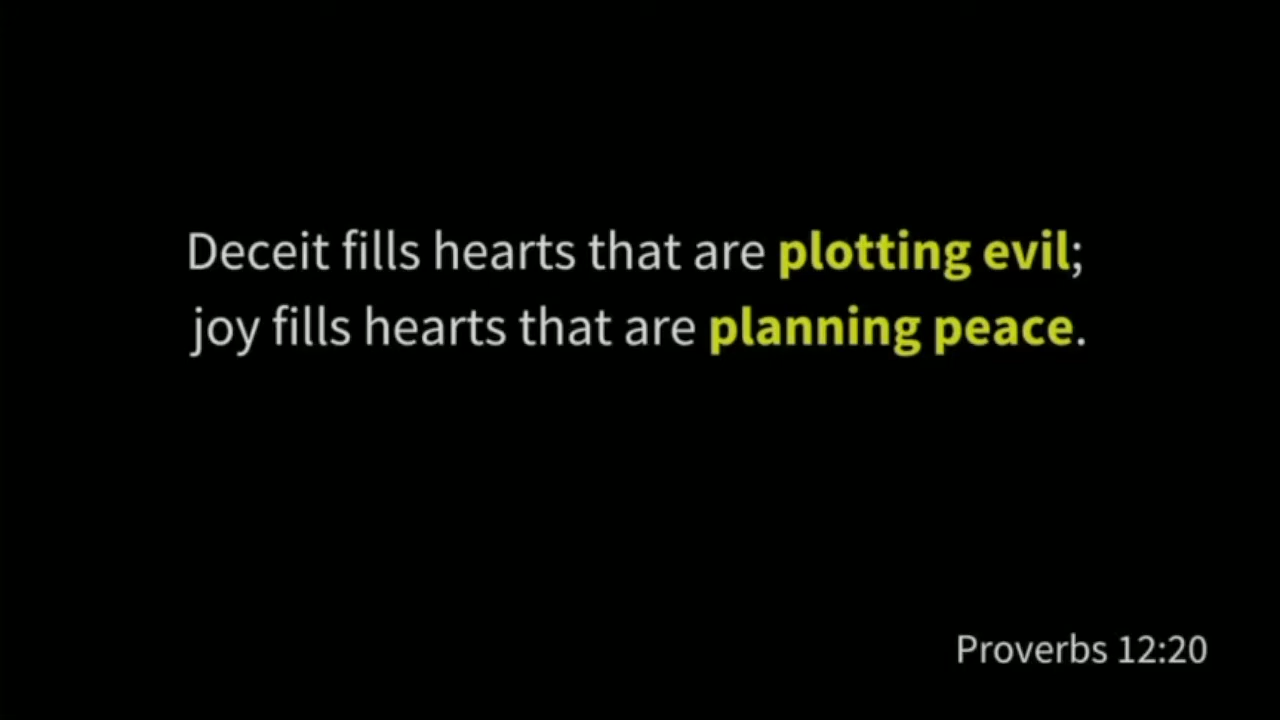 Deceit fills hearts that are plotting evil;
joy fills hearts that are planning peace.
Proverbs 12:20